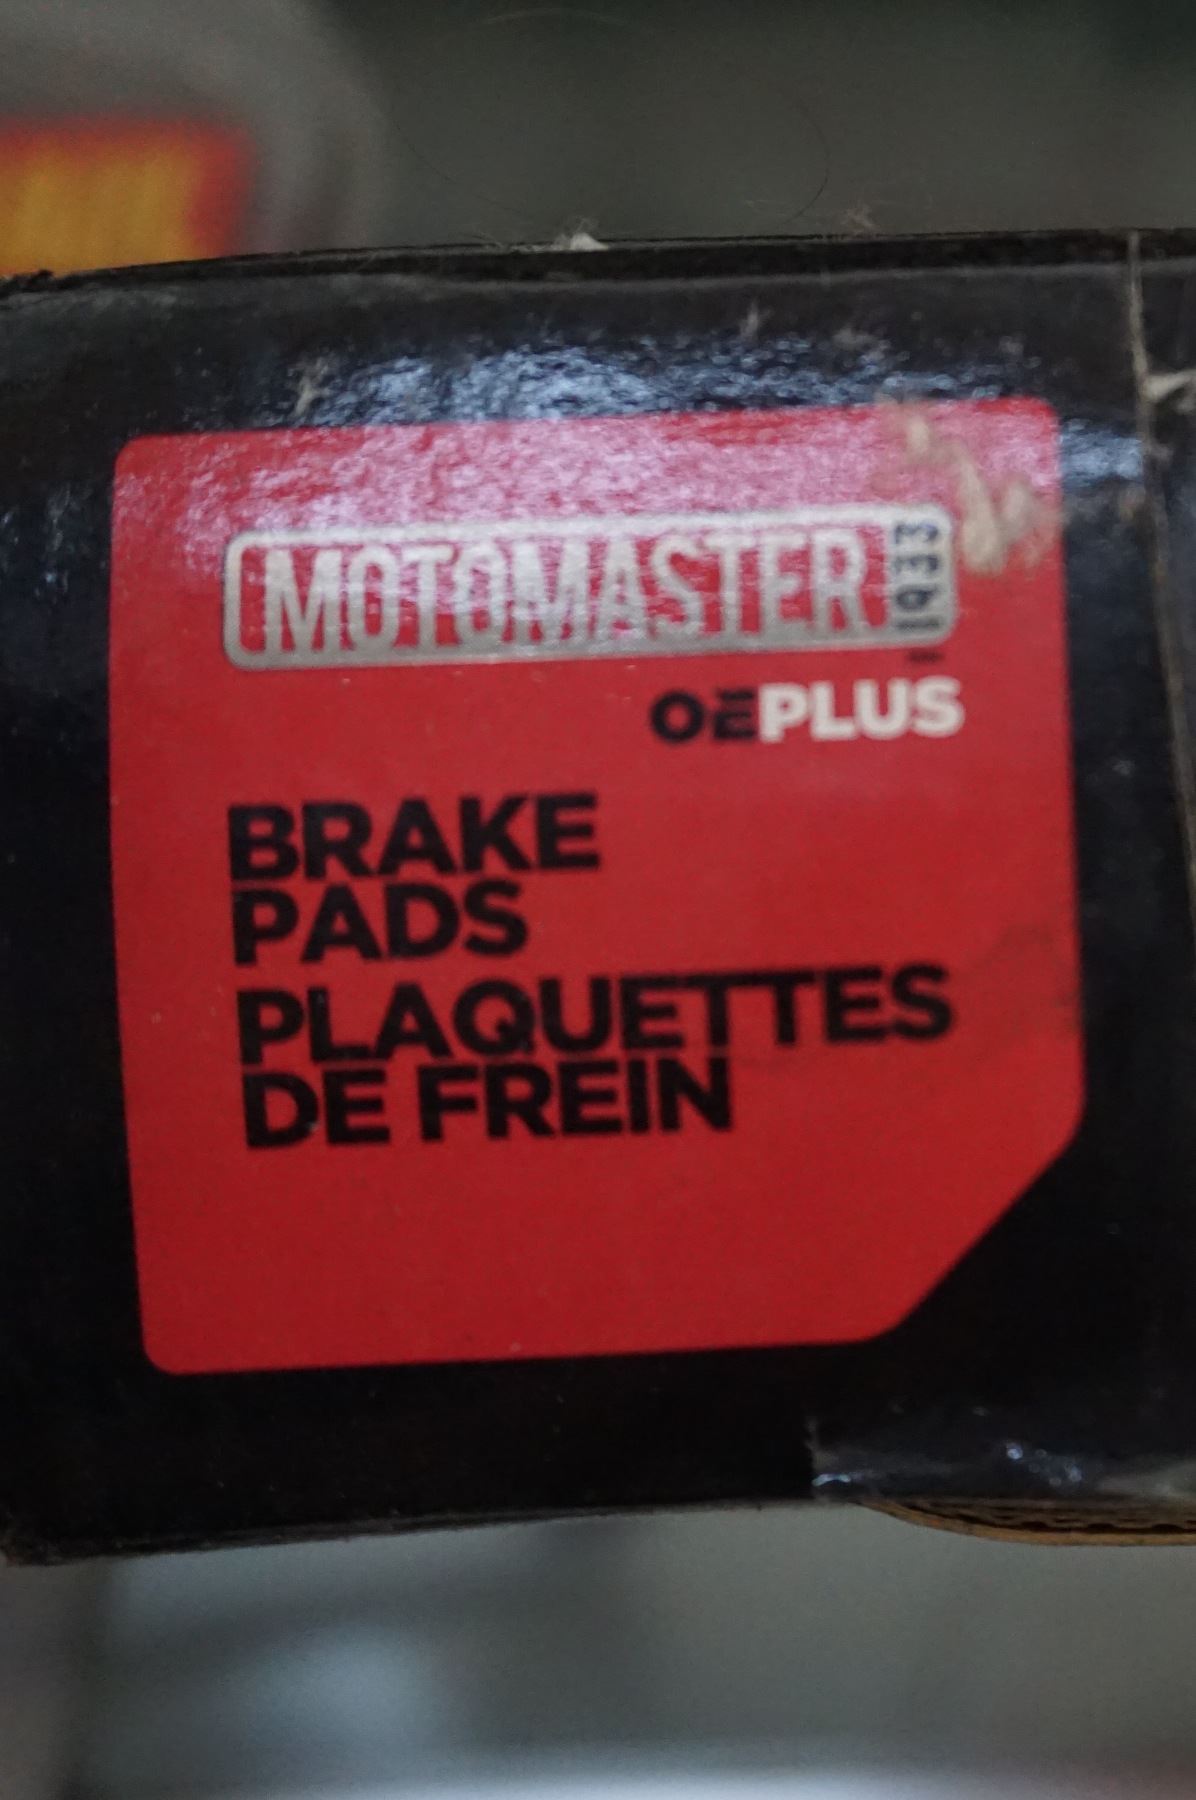 MOTOMASTER 1933
OEPLUS
BRAKE
PADS
PLAQUETTES
DE FREIN